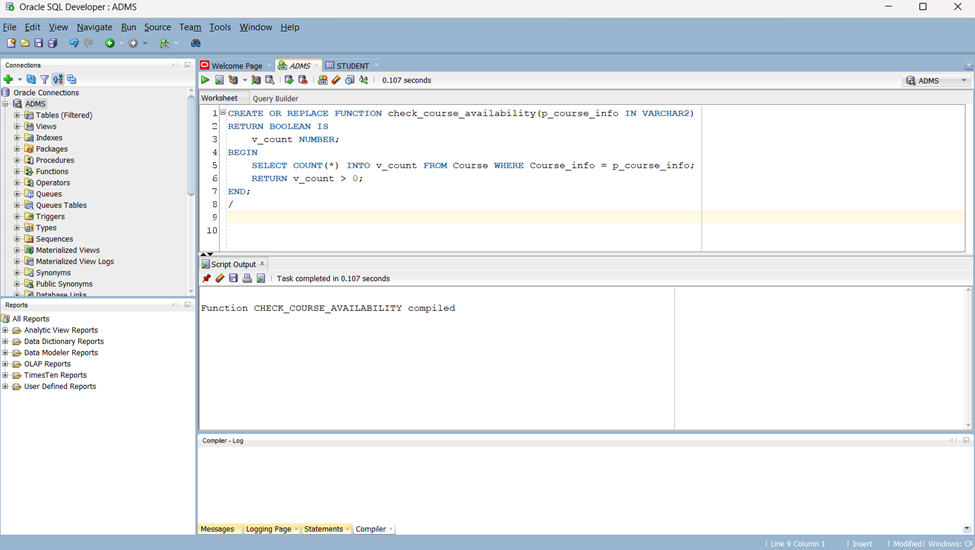 Oracle SQL Developer : ADMS
File Edit View Navigate Run Source Team Tools Window Help
Connections
Oracle Connections
ADMS
Tables (Filtered)
Views
Indexes
Packages
Procedures
Functions
Operators
Queues
Queues Tables
Triggers
Types
Sequences
Materialized Views
Materialized View Logs
Synonyms
Public Synonyms
Database Links
Reports
All Reports
Analytic View Reports
Data Dictionary Reports
Data Modeler Reports
OLAP Reports
TimesTen Reports
User Defined Reports
Welcome Page ADMS STUDENT
0.107 seconds ADMS
Worksheet Query Builder
1 CREATE OR REPLACE FUNCTION check_course_availability(p_course_info IN VARCHAR2)
2 RETURN BOOLEAN IS
3 v_count NUMBER;
4 BEGIN
5 SELECT COUNT(*) INTO v_count FROM Course WHERE Course_info = p_course_info;
6 RETURN v_count > 0;
7 END;
8 /
9
10
Script Output
Task completed in 0.107 seconds
Function CHECK_COURSE_AVAILABILITY compiled
Compiler - Log
Messages Logging Page Statements Compiler
Line 9 Column 1 Insert Modified Windows: CR